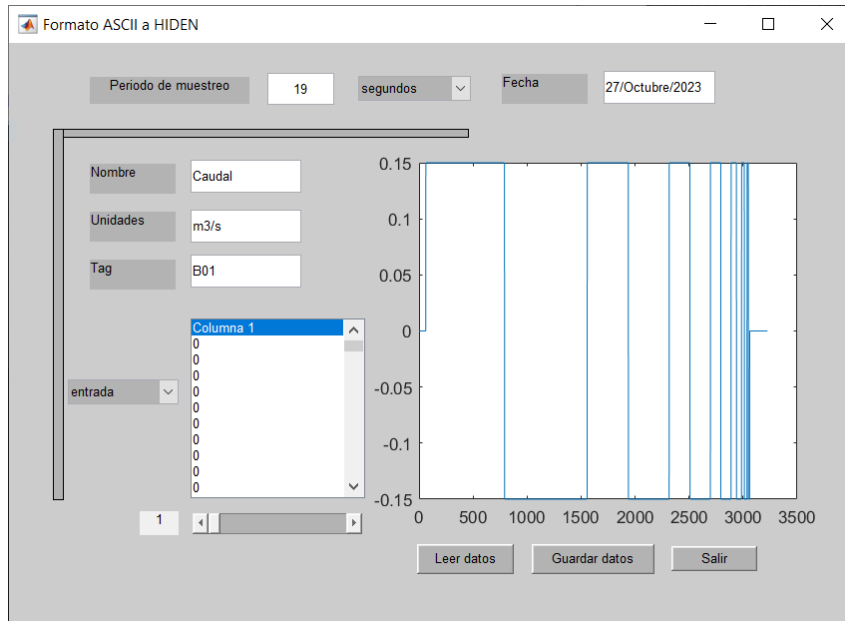 Formato ASCII a HIDEN
Periodo de muestreo 19 segundos Fecha 27/Octubre/2023
Nombre Caudal
Unidades m3/s
Tag B01
Columna 1
0
0
0
0
0
0
0
0
0
0
entrada
1
0.15
0.1
0.05
0
-0.05
-0.1
-0.15
0 500 1000 1500 2000 2500 3000 3500
Leer datos Guardar datos Salir